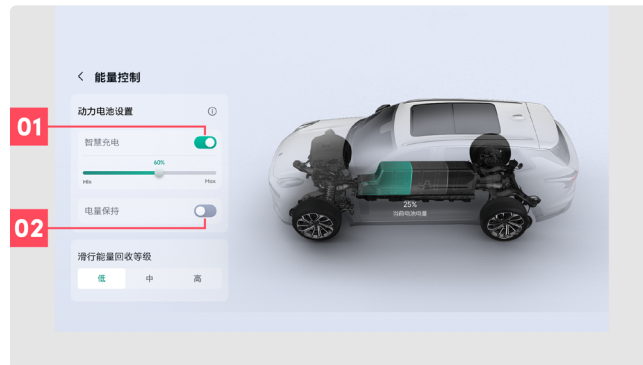 能量控制
动力电池设置
01
智慧充电
60%
Min
Max
25%
当前电池电量
02
电量保持
滑行能量回收等级
低
中
高